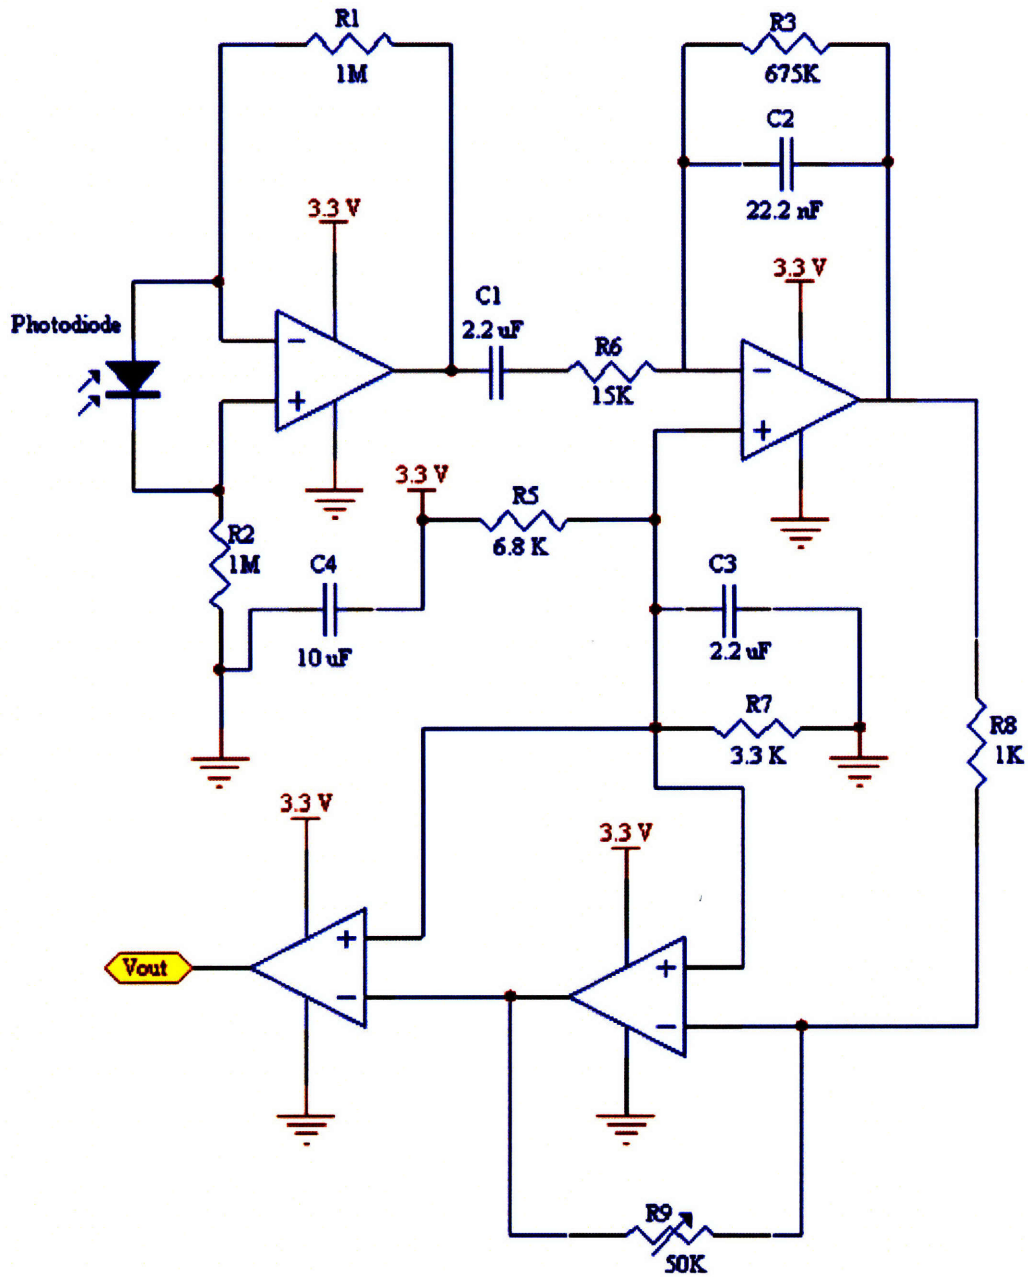 R1
1M
R3
675K
C2
22.2 nF
3.3 V
3.3 V
Photodiode
C1
2.2 uF
R6
15K
3.3 V
R5
6.8 K
R2
1M
C4
10 uF
C3
2.2 uF
R7
3.3 K
R8
1K
3.3 V
3.3 V
Vout
R9
50K